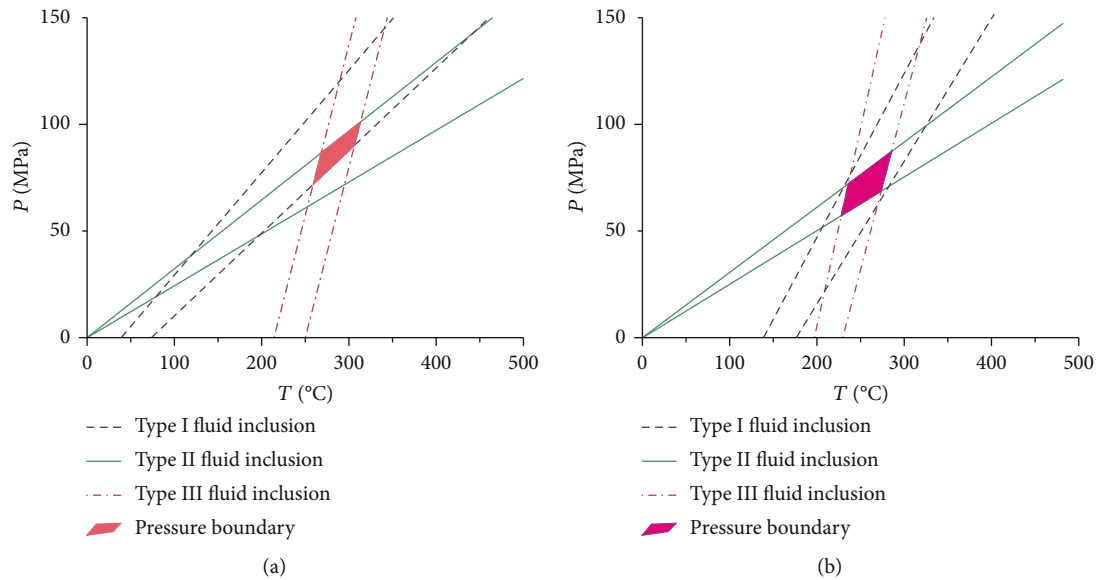 150
100
50
0
P (MPa)
0
100
200
300
400
500
T (°C)
Type I fluid inclusion
Type II fluid inclusion
Type III fluid inclusion
Pressure boundary
(a)
150
100
50
0
P (MPa)
0
100
200
300
400
500
T (°C)
Type I fluid inclusion
Type II fluid inclusion
Type III fluid inclusion
Pressure boundary
(b)